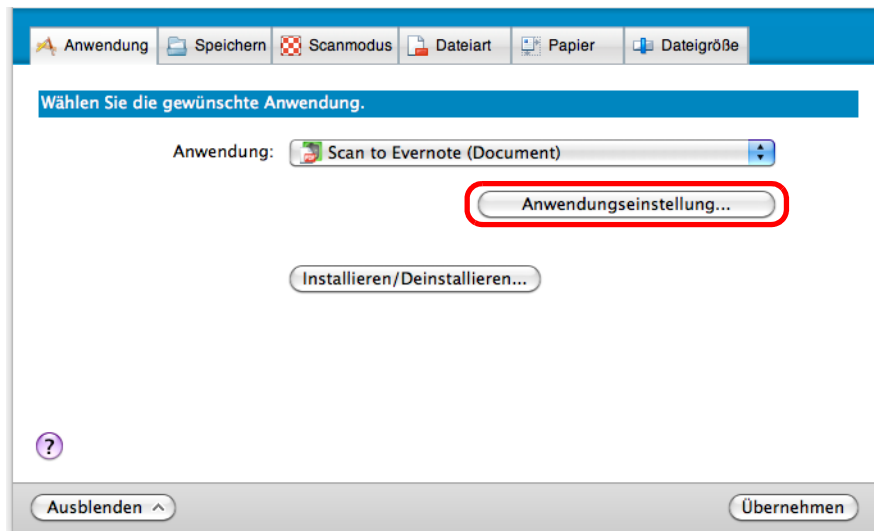 Anwendung Speichern Scanmodus Dateiart Papier Dateigröße
Wählen Sie die gewünschte Anwendung.
Anwendung: Scan to Evernote (Document)
Anwendungseinstellung...
Installieren/Deinstallieren...
?
Ausblenden Übernehmen